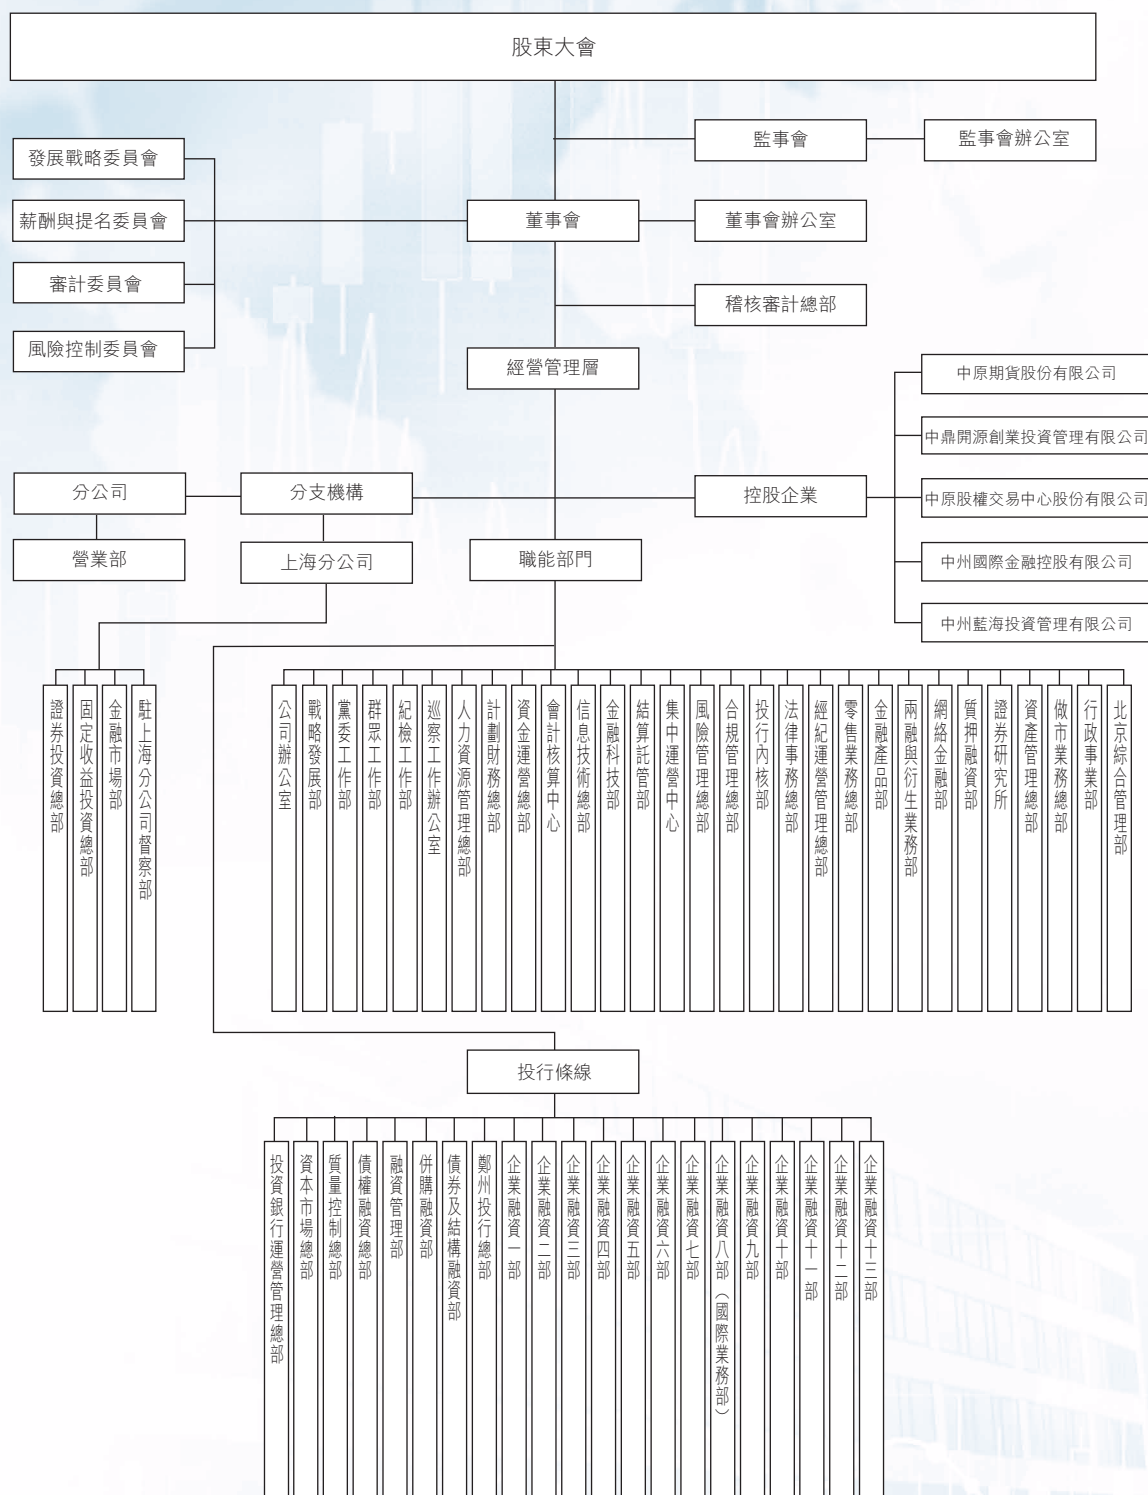 股東大會
監事會
監事會辦公室
發展戰略委員會
薪酬與提名委員會
董事會
董事會辦公室
審計委員會
稽核審計總部
風險控制委員會
經營管理層
中原期貨股份有限公司
中鼎開源創業投資管理有限公司
分公司
分支機構
控股企業
中原股權交易中心股份有限公司
營業部
上海分公司
職能部門
中州國際金融控股有限公司
中州藍海投資管理有限公司
證券投資總部
固定收益投資總部
金融市場部
駐上海分公司督察部
公司辦公室
戰略發展部
黨委工作部
群眾工作部
紀檢工作部
巡察工作辦公室
人力資源管理總部
計劃財務總部
資金運營總部
會計核算中心
信息技術總部
金融科技部
結算託管部
集中運營中心
風險管理總部
合規管理總部
投行內核部
法律事務總部
經紀運營管理總部
零售業務總部
金融產品部
兩融與衍生業務部
網絡金融部
質押融資部
證券研究所
資產管理總部
做市業務總部
行政事業部
北京綜合管理部
投行條線
投資銀行運營管理總部
資本市場總部
質量控制總部
債權融資總部
融資管理部
併購融資部
債券及結構融資部
鄭州投行總部
企業融資一部
企業融資二部
企業融資三部
企業融資四部
企業融資五部
企業融資六部
企業融資七部
企業融資八部（國際業務部）
企業融資九部
企業融資十部
企業融資十一部
企業融資十二部
企業融資十三部